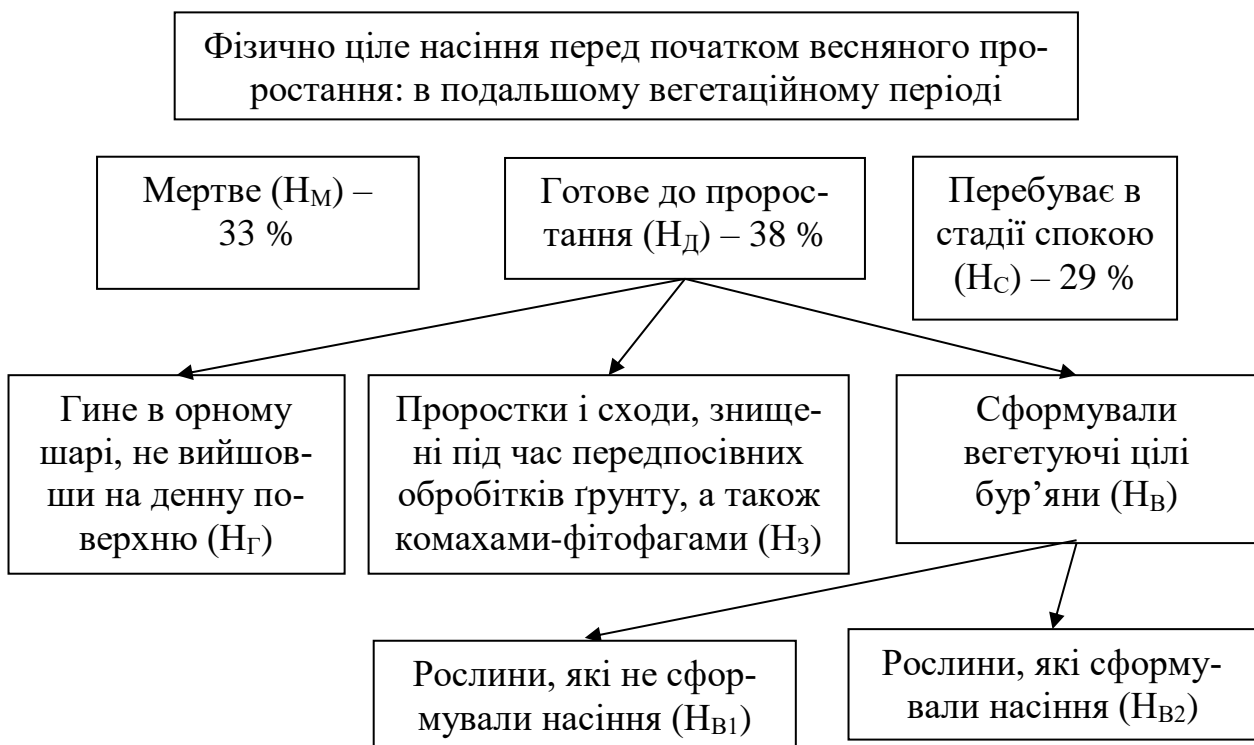 Фізично ціле насіння перед початком весняного про-
ростання: в подальшому вегетаційному періоді
Мертве (НМ) –
33 %
Готове до пророс-
тання (НД) – 38 %
Перебуває в
стадії спокою
(НС) – 29 %
Гине в орному
шарі, не вийшов-
ши на денну по-
верхню (НГ)
Проростки і сходи, знище-
ні під час передпосівних
обробітків ґрунту, а також
комахами-фітофагами (НЗ)
Сформували
вегетуючі цілі
бур’яни (НВ)
Рослини, які не сфор-
мували насіння (НВ1)
Рослини, які сформу-
вали насіння (НВ2)